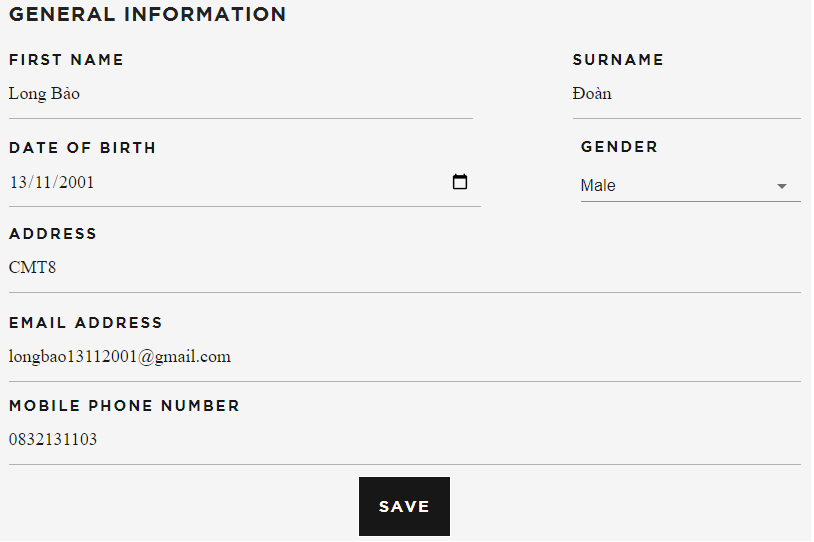 GENERAL INFORMATION
FIRST NAME
SURNAME
Long Bảo
Đoàn
DATE OF BIRTH
GENDER
13/11/2001
Male
ADDRESS
CMT8
EMAIL ADDRESS
longbao13112001@gmail.com
MOBILE PHONE NUMBER
0832131103
SAVE